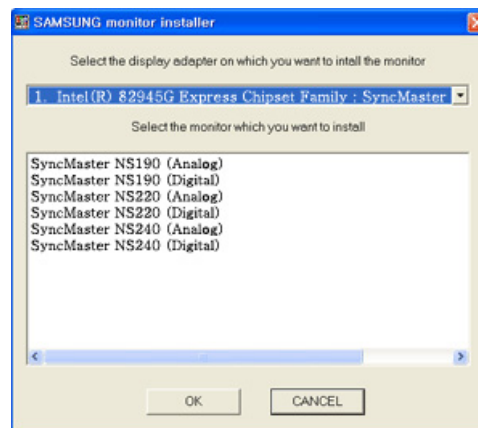 SAMSUNG monitor installer
Select the display adapter on which you want to intall the monitor
1. Intel(R) 82945G Express Chipset Family : SyncMaster
Select the monitor which you want to install
SyncMaster NS190 (Analog)
SyncMaster NS190 (Digital)
SyncMaster NS220 (Analog)
SyncMaster NS220 (Digital)
SyncMaster NS240 (Analog)
SyncMaster NS240 (Digital)
OK
CANCEL